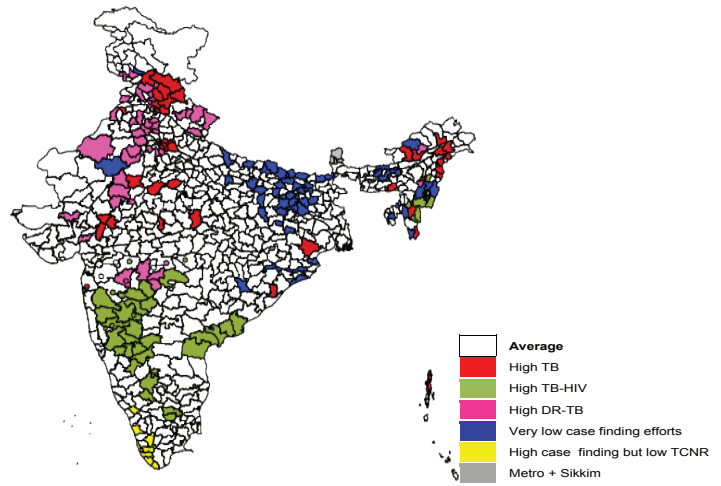 Average
High TB
High TB-HIV
High DR-TB
Very low case finding efforts
High case finding but low TCNR
Metro + Sikkim